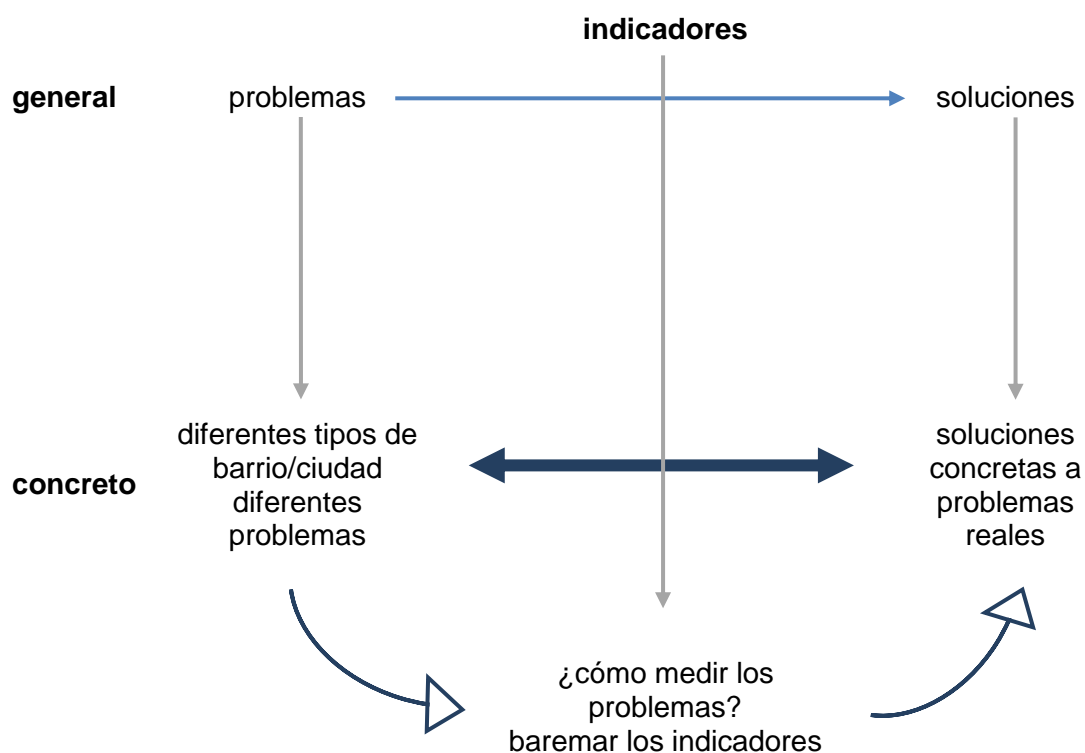 indicadores
general
problemas
soluciones
concreto
diferentes tipos de
barrio/ciudad
diferentes
problemas
soluciones
concretas a
problemas
reales
¿cómo medir los
problemas?
baremar los indicadores